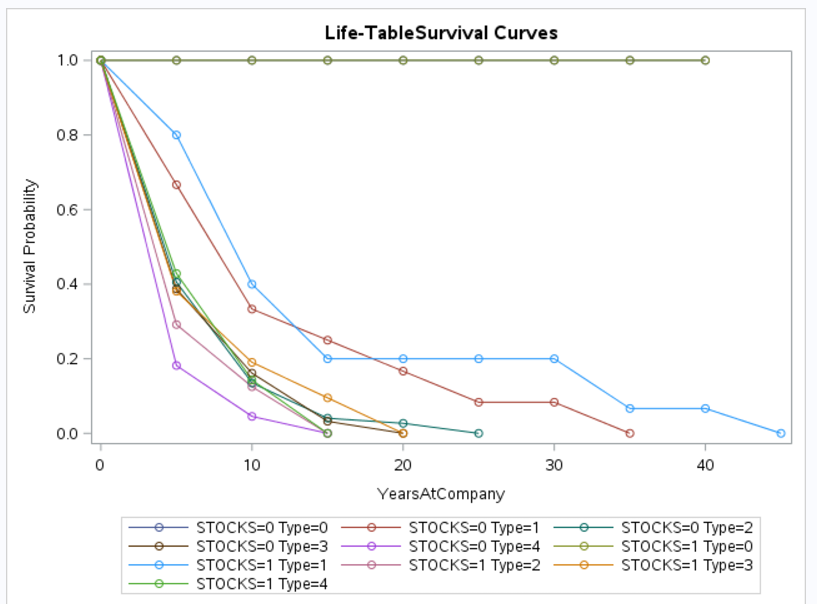 Life-TableSurvival Curves
Survival Probability
1.0
0.8
0.6
0.4
0.2
0.0
0 10 20 30 40
YearsAtCompany
STOCKS=0 Type=0 STOCKS=0 Type=1 STOCKS=0 Type=2
STOCKS=0 Type=3 STOCKS=0 Type=4 STOCKS=1 Type=0
STOCKS=1 Type=1 STOCKS=1 Type=2 STOCKS=1 Type=3
STOCKS=1 Type=4